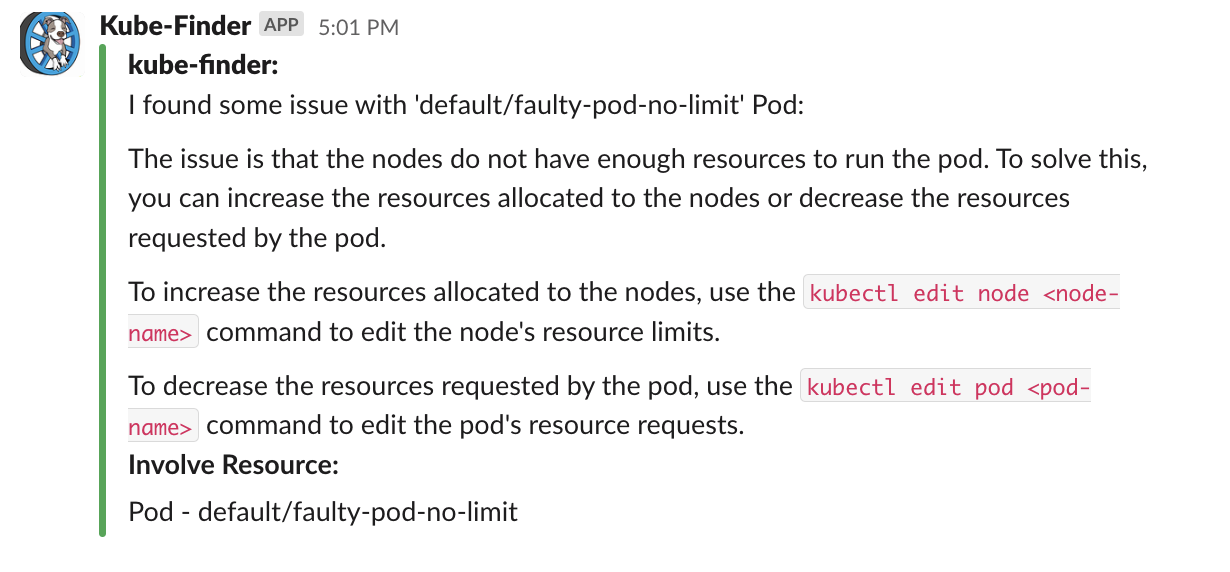 Kube-Finder APP 5:01 PM
kube-finder:
I found some issue with 'default/faulty-pod-no-limit' Pod:
The issue is that the nodes do not have enough resources to run the pod. To solve this,
you can increase the resources allocated to the nodes or decrease the resources
requested by the pod.
To increase the resources allocated to the nodes, use the kubectl edit node <node-
name> command to edit the node's resource limits.
To decrease the resources requested by the pod, use the kubectl edit pod <pod-
name> command to edit the pod's resource requests.
Involve Resource:
Pod - default/faulty-pod-no-limit